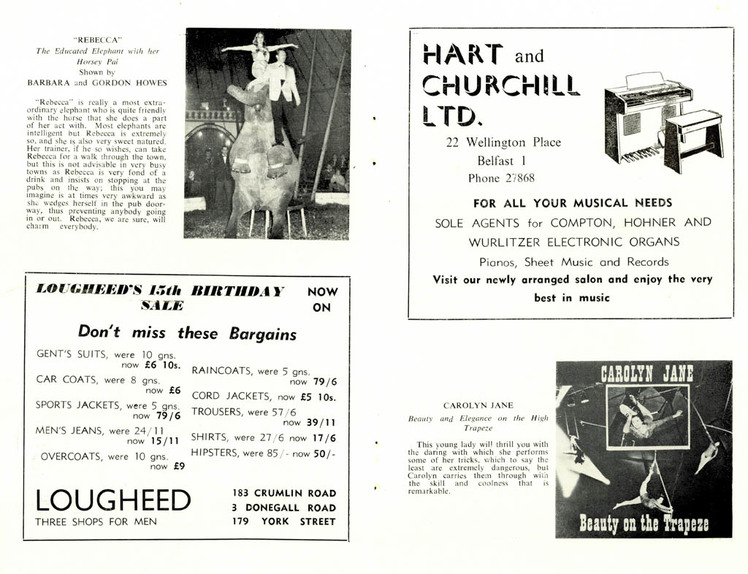 "REBECCA"
The Educated Elephant with her
Horsey Pal
Shown by
BARBARA and GORDON HOWES
"Rebecca" is really a most extra-
ordinary elephant who is quite friendly
with the horse that she does a part
of her act with. Most elephants are
intelligent but Rebecca is extremely
so, and she is also very sweet natured.
Her trainer, if he so wishes, can take
Rebecca for a walk through the town,
but this is not advisable in very busy
towns as Rebecca is very fond of a
drink and insists on stopping at the
pubs on the way; this you may
imagine is at times very awkward as
she wedges herself in the pub door-
way, thus preventing anybody going
in or out. Rebecca, we are sure, will
charm everybody.
LOUGHEED'S 15th BIRTHDAY
SALE
NOW
ON
Don't miss these Bargains
GENT'S SUITS, were 10 gns.
now £6 10s.
CAR COATS, were 8 gns.
now £6
SPORTS JACKETS, were 5 gns.
now 79/6
MEN'S JEANS, were 24/11
now 15/11
OVERCOATS, were 10 gns.
now £9
RAINCOATS, were 5 gns.
now 79/6
CORD JACKETS, now £5 10s.
TROUSERS, were 57/6
now 39/11
SHIRTS, were 27/6 now 17/6
HIPSTERS, were 85/- now 50/-
LOUGHEED
THREE SHOPS FOR MEN
183 CRUMLIN ROAD
3 DONEGALL ROAD
179 YORK STREET
HART and
CHURCHILL
LTD.
22 Wellington Place
Belfast 1
Phone 27868
FOR ALL YOUR MUSICAL NEEDS
SOLE AGENTS for COMPTON, HOHNER AND
WURLITZER ELECTRONIC ORGANS
Pianos, Sheet Music and Records
Visit our newly arranged salon and enjoy the very
best in music
CAROLYN JANE
Beauty and Elegance on the High
Trapeze
This young lady will thrill you with
the daring with which she performs
some of her tricks, which to say the
least are extremely dangerous, but
Carolyn carries them through with
the skill and coolness that is
remarkable.
CAROLYN JANE
Beauty on the Trapeze